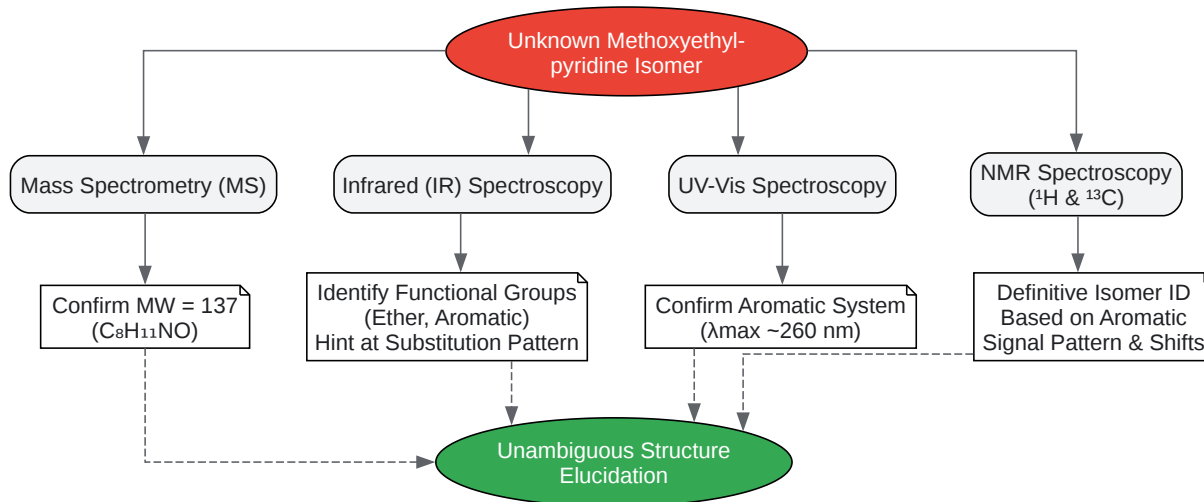 Unknown Methoxyethyl-
pyridine Isomer
Mass Spectrometry (MS)
Infrared (IR) Spectroscopy
UV-Vis Spectroscopy
NMR Spectroscopy
(¹H & ¹³C)
Confirm MW = 137
(C₈H₁₁NO)
Identify Functional Groups
(Ether, Aromatic)
Hint at Substitution Pattern
Confirm Aromatic System
(λmax ~260 nm)
Definitive Isomer ID
Based on Aromatic
Signal Pattern & Shifts
Unambiguous Structure
Elucidation